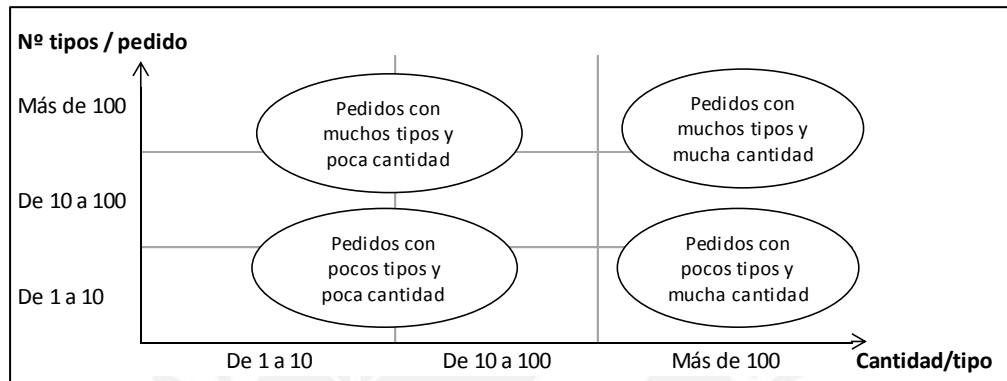 Nº tipos / pedido
Más de 100
Pedidos con
muchos tipos y
poca cantidad
Pedidos con
muchos tipos y
mucha cantidad
De 10 a 100
De 1 a 10
Pedidos con
pocos tipos y
poca cantidad
Pedidos con
pocos tipos y
mucha cantidad
De 1 a 10
De 10 a 100
Más de 100
Cantidad/tipo